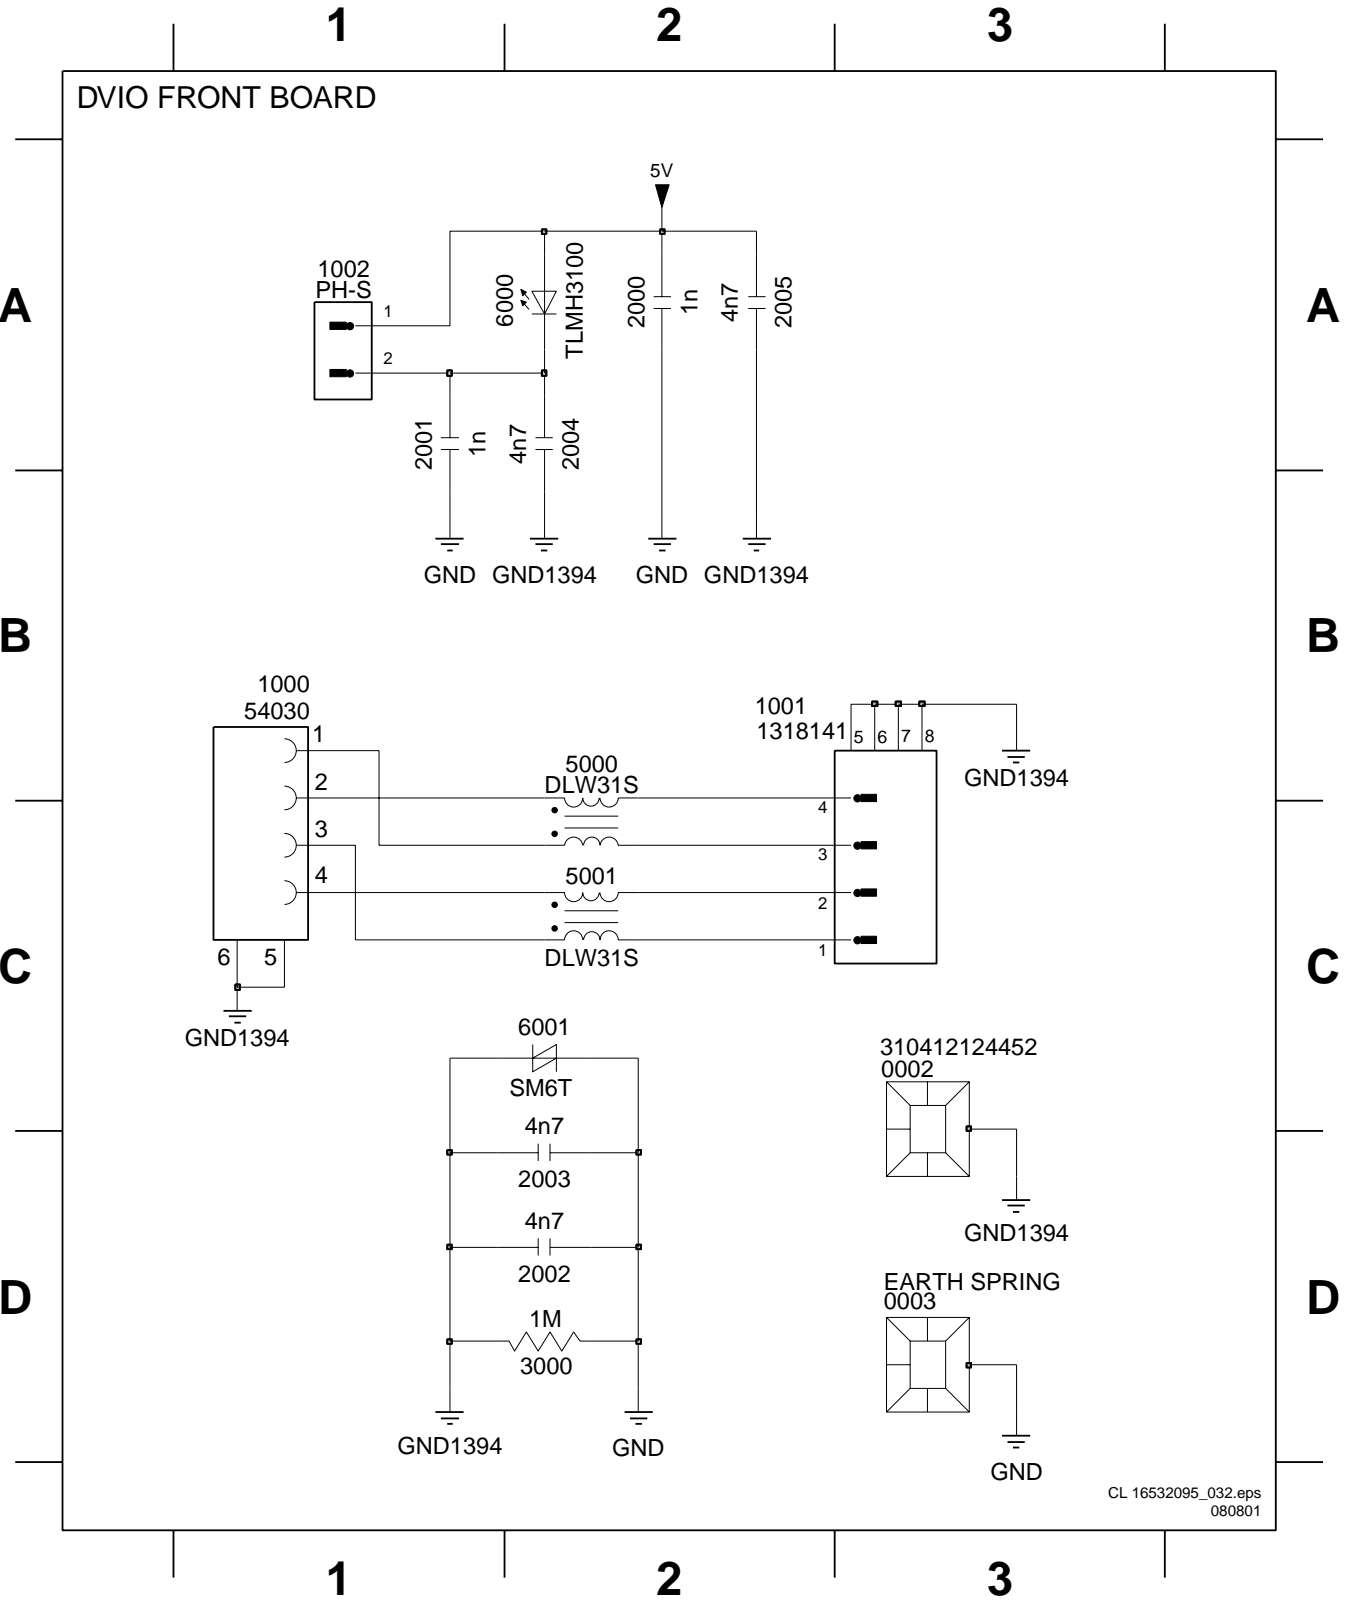 1
2
3
DVIO FRONT BOARD
5V
1002
PH-S
1
2
6000
TLMH3100
2000
1n
4n7
2005
A
A
2001
1n
4n7
2004
GND
GND1394
GND
GND1394
B
B
1000
54030
1
2
3
4
6
5
GND1394
5000
DLW31S
5001
DLW31S
1001
1318141
5
6
7
8
GND1394
4
3
2
1
C
C
6001
SM6T
4n7
2003
4n7
2002
1M
3000
GND1394
GND
310412124452
0002
GND1394
EARTH SPRING
0003
GND
D
D
CL 16532095_032.eps
080801
1
2
3